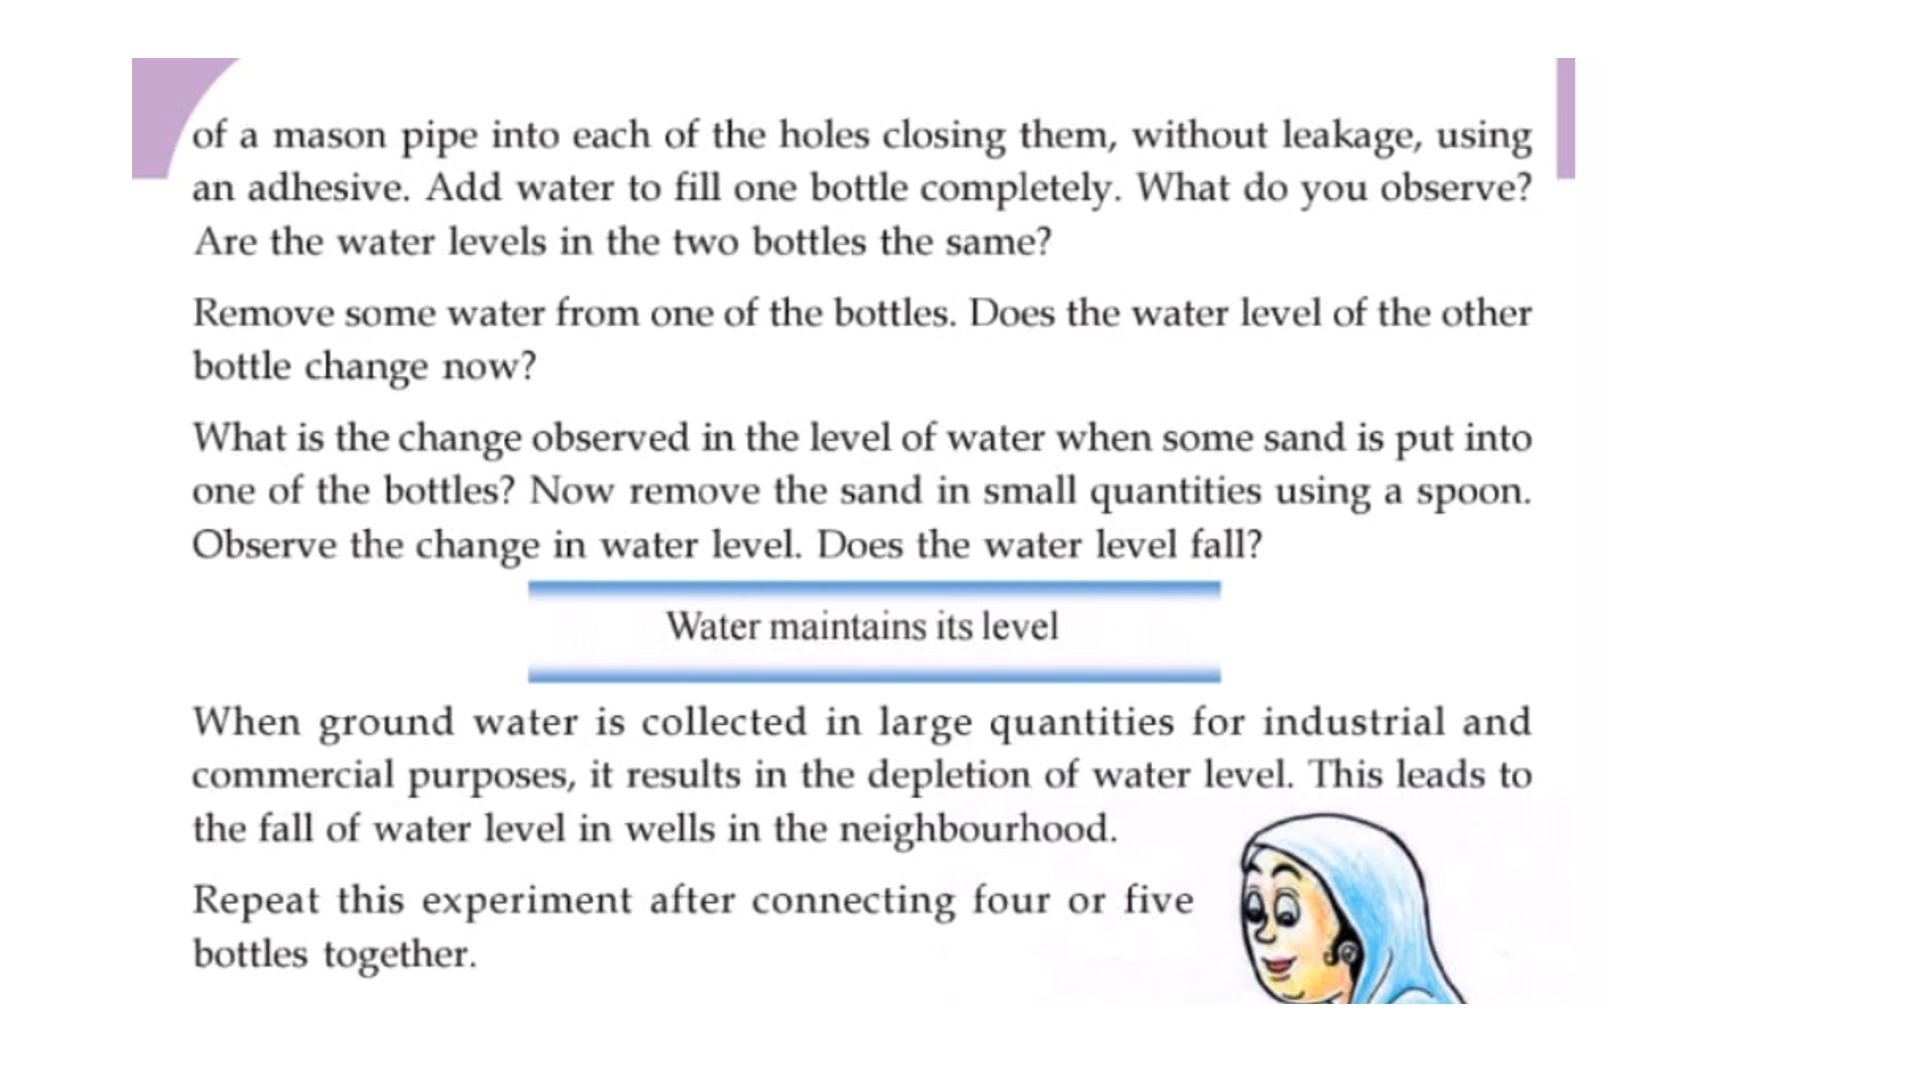 of a mason pipe into each of the holes closing them, without leakage, using
an adhesive. Add water to fill one bottle completely. What do you observe?
Are the water levels in the two bottles the same?
Remove some water from one of the bottles. Does the water level of the other
bottle change now?
What is the change observed in the level of water when some sand is put into
one of the bottles? Now remove the sand in small quantities using a spoon.
Observe the change in water level. Does the water level fall?
Water maintains its level
When ground water is collected in large quantities for industrial and
commercial purposes, it results in the depletion of water level. This leads to
the fall of water level in wells in the neighbourhood.
Repeat this experiment after connecting four or five
bottles together.